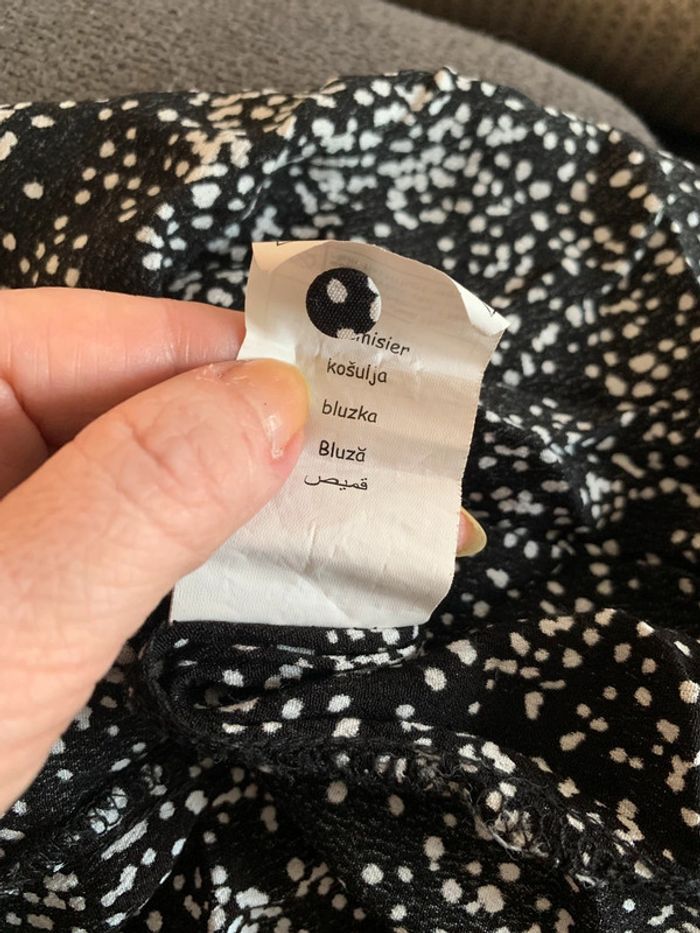 košulja
bluzka
Bluză
قميص